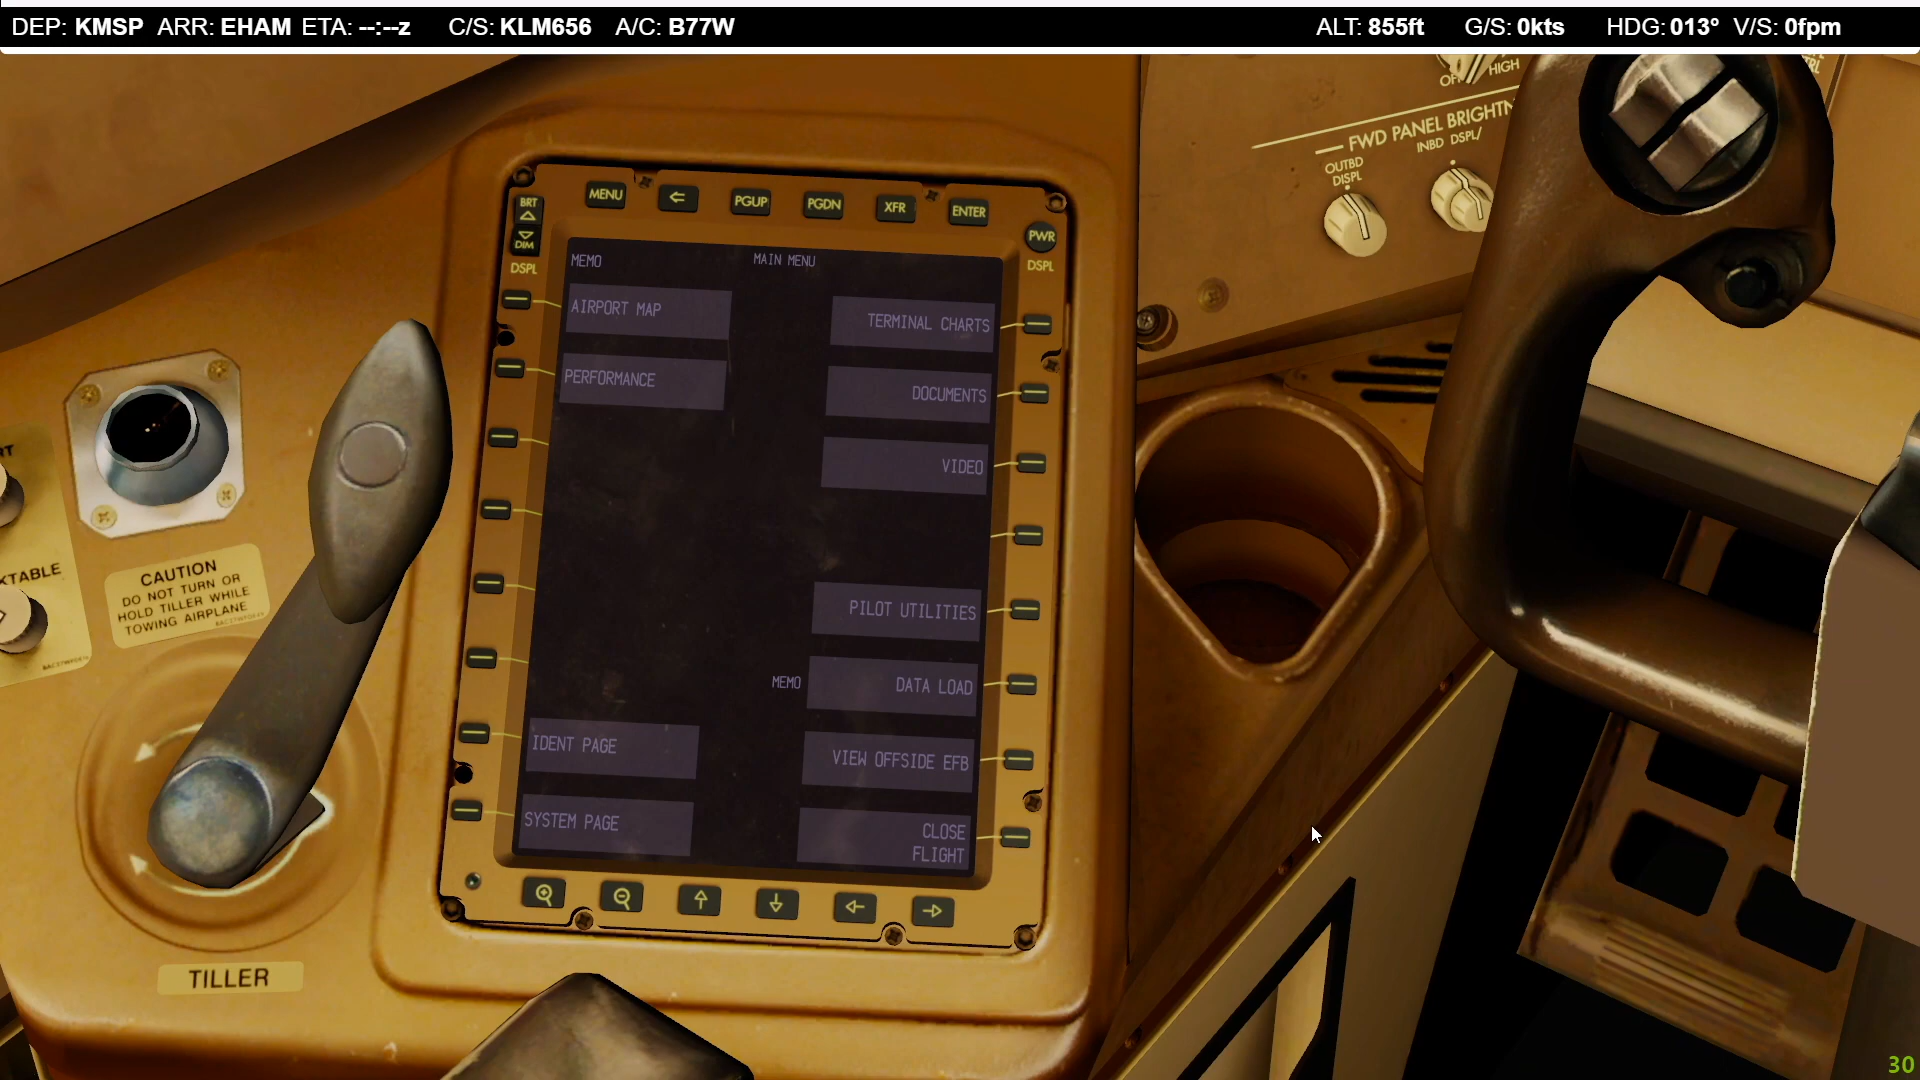 DEP: KMSP ARR: EHAM ETA: --:--z C/S: KLM656 A/C: B77W ALT: 855ft G/S: 0kts HDG: 013° V/S: 0fpm
HIGH
FWD PANEL
OUTBD
DSPL
INBD DSPL/
MENU
PGUP
PGDN
XFR
ENTER
BRT
DIM
DSPL
PWR
DSPL
MEMO
MAIN MENU
AIRPORT MAP
TERMINAL CHARTS
PERFORMANCE
DOCUMENTS
VIDEO
PILOT UTILITIES
MEMO
DATA LOAD
IDENT PAGE
VIEW OFFSIDE EFB
SYSTEM PAGE
CLOSE
FLIGHT
CAUTION
DO NOT TURN OR
HOLD TILLER WHILE
TOWING AIRPLANE
TILLER
30